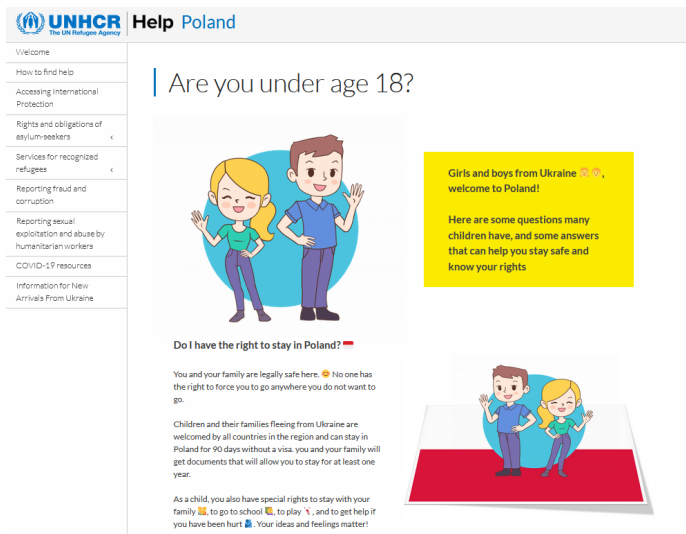 UNHCR Help Poland
The UN Refugee Agency
Welcome
How to find help
Accessing International
Protection
Rights and obligations of
asylum-seekers ‹
Services for recognized
refugees ‹
Reporting fraud and
corruption
Reporting sexual
exploitation and abuse by
humanitarian workers
COVID-19 resources
Information for New
Arrivals From Ukraine
Are you under age 18?
Girls and boys from Ukraine 👧👦,
welcome to Poland!
Here are some questions many
children have, and some answers
that can help you stay safe and
know your rights
Do I have the right to stay in Poland? 🇵🇱
You and your family are legally safe here. 😊 No one has
the right to force you to go anywhere you do not want to
go.
Children and their families fleeing from Ukraine are
welcomed by all countries in the region and can stay in
Poland for 90 days without a visa. you and your family will
get documents that will allow you to stay for at least one
year.
As a child, you also have special rights to stay with your
family, to go to school, to play, and to get help if
you have been hurt. Your ideas and feelings matter!